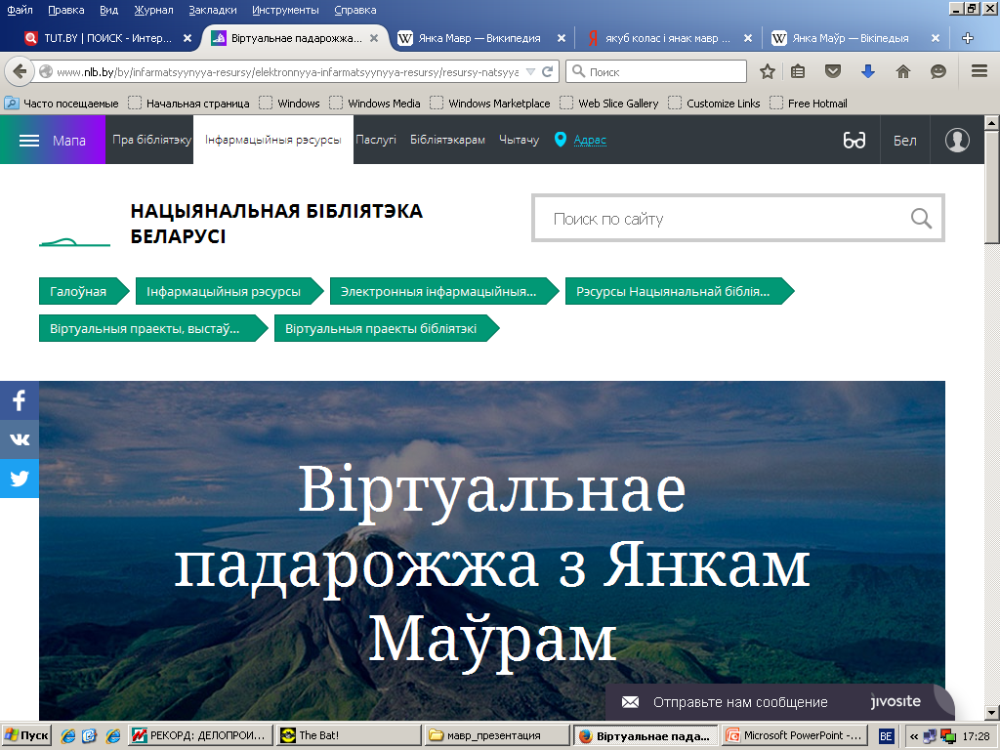 Файл Правка Вид Журнал Закладки Инструменты Справка
TUT.BY | ПОИСК - Интер... Віртуальнае падарожжа... Янка Мавр — Википедия якуб колас і янак мавр ... Янка Маўр — Вікіпедыя
www.nlb.by/by/infarmatsyynyya-resursy/elektronnyya-infarmatsyynyya-resursy/resursy-natsyya Поиск
Часто посещаемые Начальная страница Windows Windows Media Windows Marketplace Web Slice Gallery Customize Links Free Hotmail
Мапа Пра бібліятэку Інфармацыйныя рэсурсы Паслугі Бібліятэкарам Чытачу Адрас Бел
НАЦЫЯНАЛЬНАЯ БІБЛІЯТЭКА
БЕЛАРУСІ
Поиск по сайту
Галоўная Інфармацыйныя рэсурсы Электронныя інфармацыйныя... Рэсурсы Нацыянальнай біблія...
Віртуальныя праекты, выстаў... Віртуальныя праекты бібліятэкі
Віртуальнае
падарожжа з Янкам
Маўрам
Отправьте нам сообщение jivosite
Пуск РЕКОРД: ДЕЛОПРОИ... The Bat! мавр_презентация Віртуальнае пада... Microsoft PowerPoint -... BE « 17:28